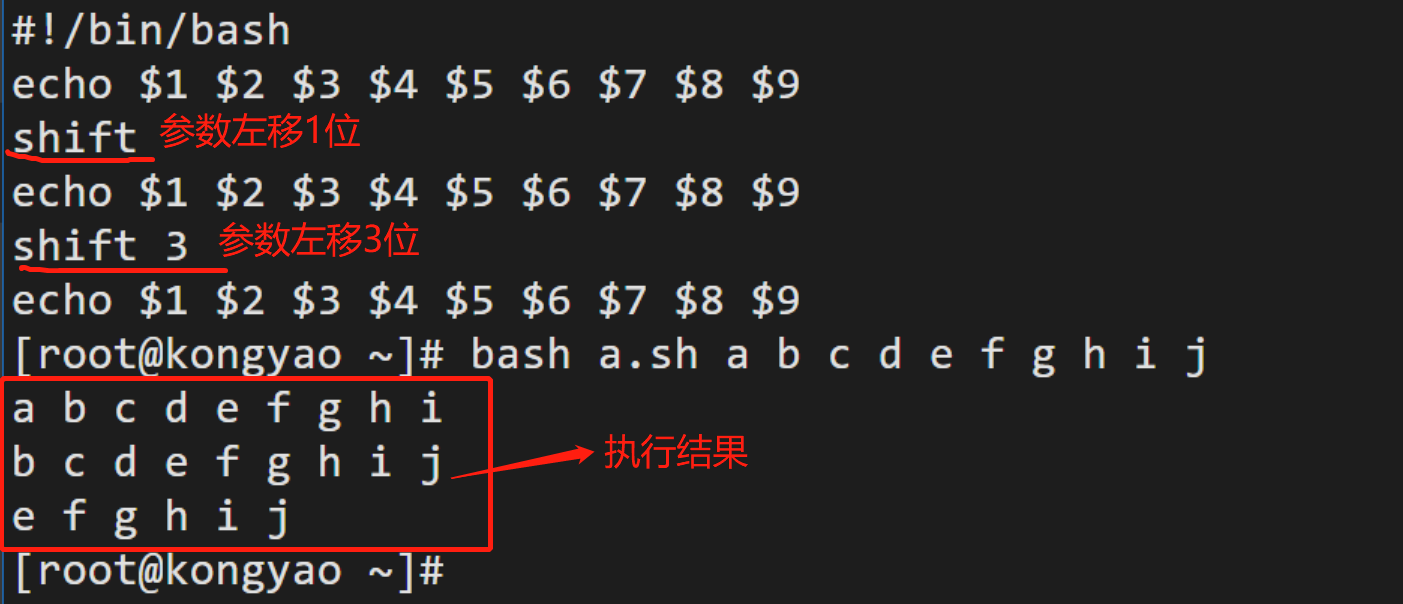 #!/bin/bash
echo $1 $2 $3 $4 $5 $6 $7 $8 $9
shift 参数左移1位
echo $1 $2 $3 $4 $5 $6 $7 $8 $9
shift 3 参数左移3位
echo $1 $2 $3 $4 $5 $6 $7 $8 $9
[root@kongyao ~]# bash a.sh a b c d e f g h i j
a b c d e f g h i
b c d e f g h i j 执行结果
e f g h i j
[root@kongyao ~]#